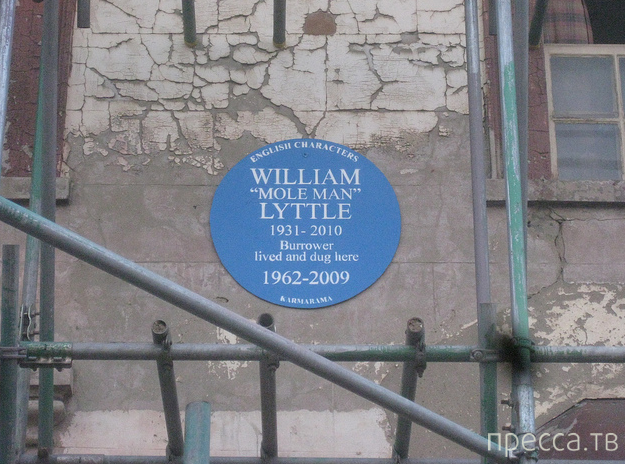 ENGLISH CHARACTERS
WILLIAM
"MOLE MAN"
LYTTLE
1931- 2010
Burrower
lived and dug here
1962-2009
KARMARAMA
пресса.тв